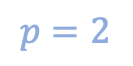 p = 2